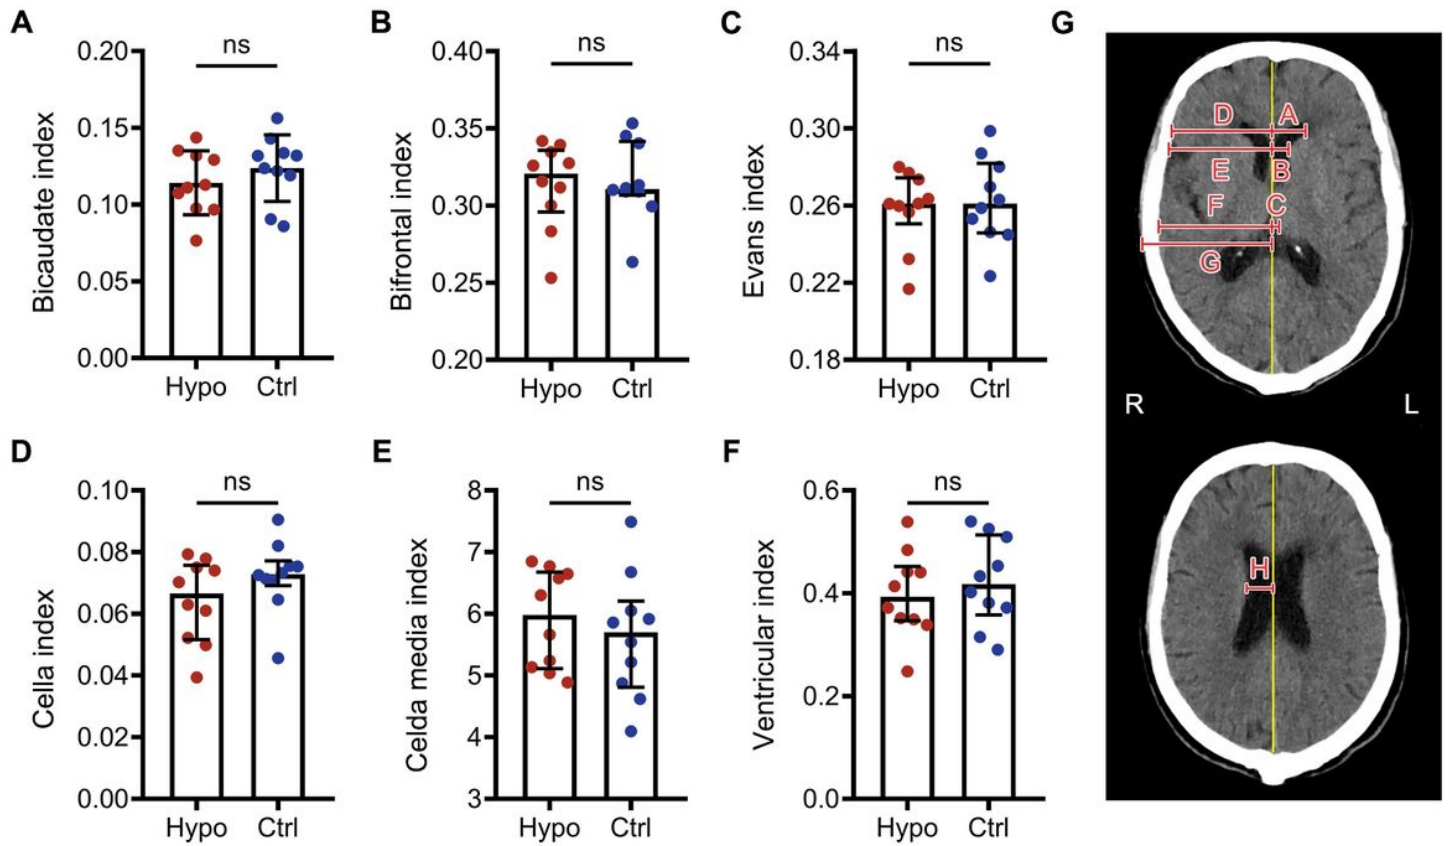 A
0.20
0.15
0.10
0.05
0.00
Bicaudate index
ns
Hypo Ctrl
B
0.40
0.35
0.30
0.25
0.20
Bifrontal index
ns
Hypo Ctrl
C
0.34
0.30
0.26
0.22
0.18
Evans index
ns
Hypo Ctrl
D
0.10
0.08
0.06
0.04
0.02
0.00
Cella index
ns
Hypo Ctrl
E
8
7
6
5
4
3
Celda media index
ns
Hypo Ctrl
F
0.6
0.4
0.2
0.0
Ventricular index
ns
Hypo Ctrl
G
D A
E B
F C
G
R L
H